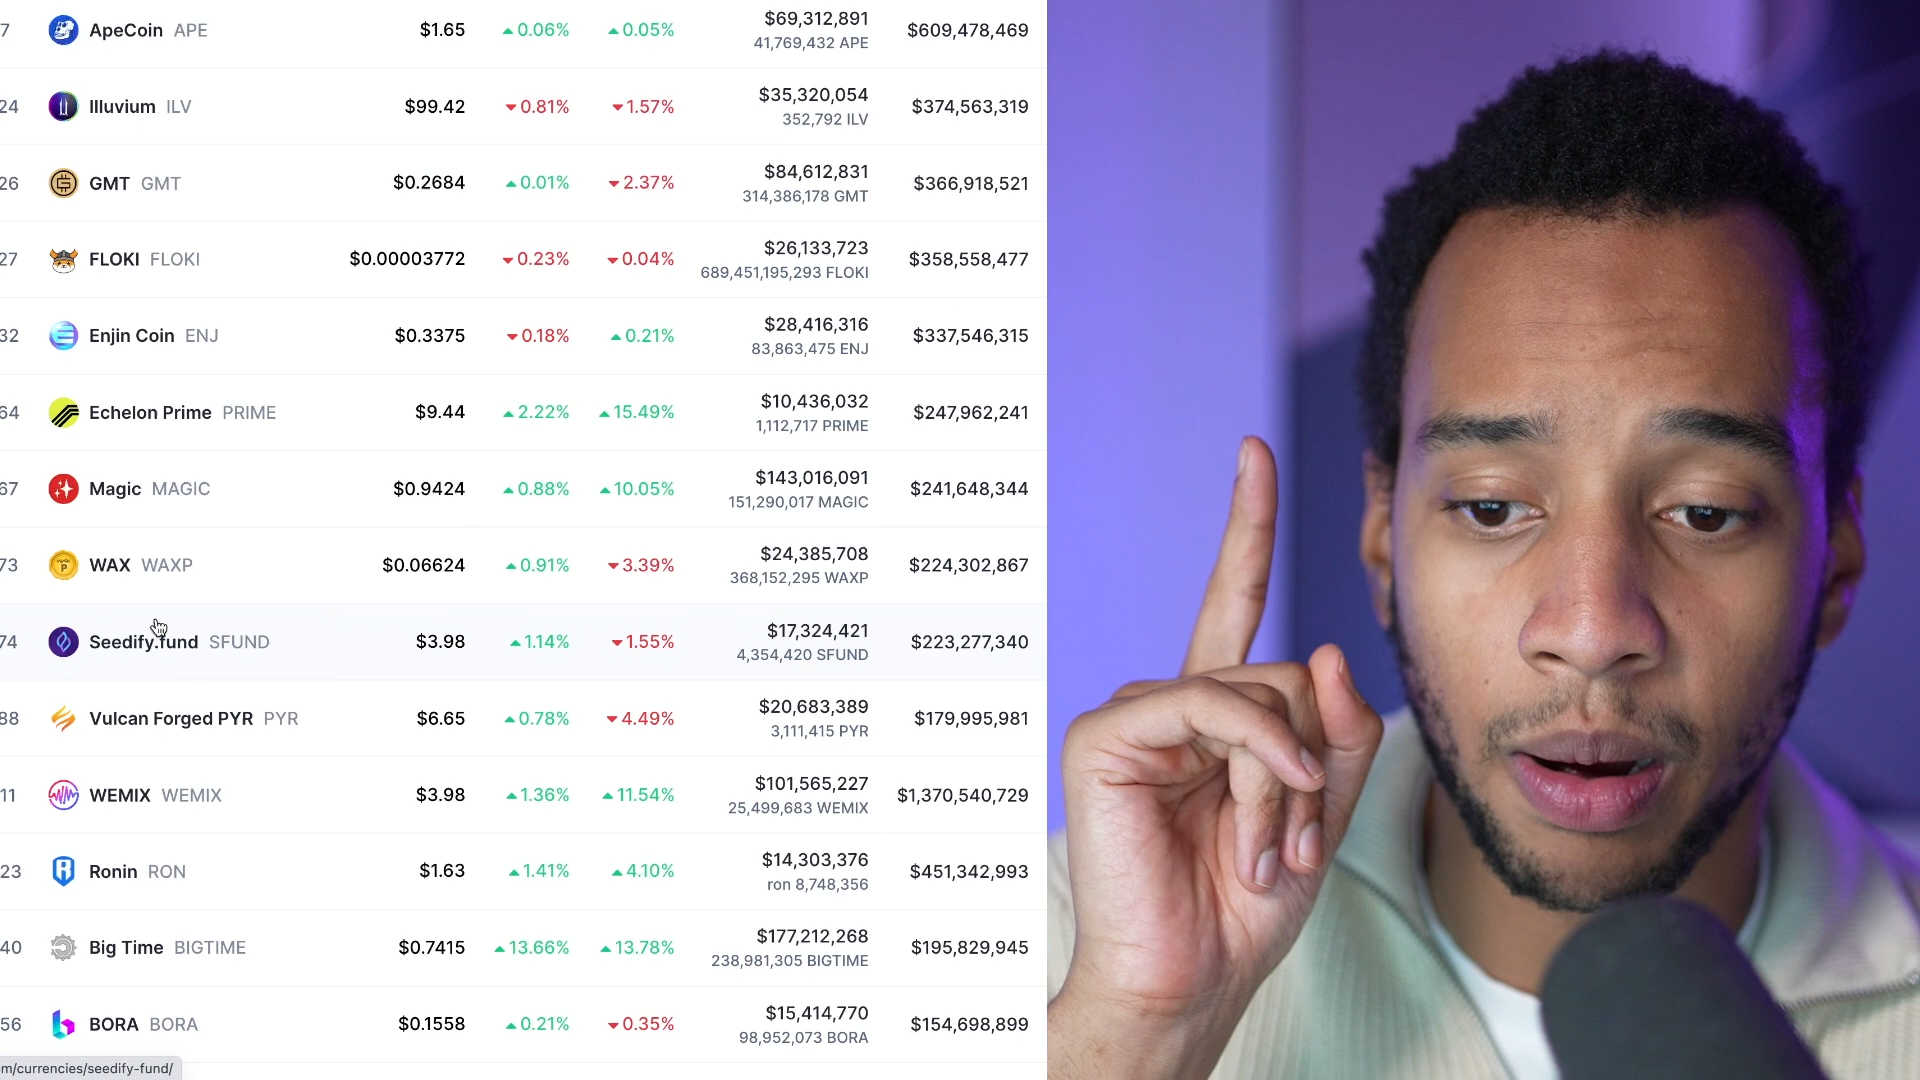 7 ApeCoin APE $1.65 0.06% 0.05% $69,312,891 $609,478,469
41,769,432 APE
24 Illuvium ILV $99.42 0.81% 1.57% $35,320,054 $374,563,319
352,792 ILV
26 GMT GMT $0.2684 0.01% 2.37% $84,612,831 $366,918,521
314,386,178 GMT
27 FLOKI FLOKI $0.00003772 0.23% 0.04% $26,133,723 $358,558,477
689,451,195,293 FLOKI
32 Enjin Coin ENJ $0.3375 0.18% 0.21% $28,416,316 $337,546,315
83,863,475 ENJ
64 Echelon Prime PRIME $9.44 2.22% 15.49% $10,436,032 $247,962,241
1,112,717 PRIME
67 Magic MAGIC $0.9424 0.88% 10.05% $143,016,091 $241,648,344
151,290,017 MAGIC
73 WAX WAXP $0.06624 0.91% 3.39% $24,385,708 $224,302,867
368,152,295 WAXP
74 Seedify.fund SFUND $3.98 1.14% 1.55% $17,324,421 $223,277,340
4,354,420 SFUND
88 Vulcan Forged PYR PYR $6.65 0.78% 4.49% $20,683,389 $179,995,981
3,111,415 PYR
11 WEMIX WEMIX $3.98 1.36% 11.54% $101,565,227 $1,370,540,729
25,499,683 WEMIX
23 Ronin RON $1.63 1.41% 4.10% $14,303,376 $451,342,993
ron 8,748,356
40 Big Time BIGTIME $0.7415 13.66% 13.78% $177,212,268 $195,829,945
238,981,305 BIGTIME
56 BORA BORA $0.1558 0.21% 0.35% $15,414,770 $154,698,899
98,952,073 BORA
m/currencies/seedify-fund/